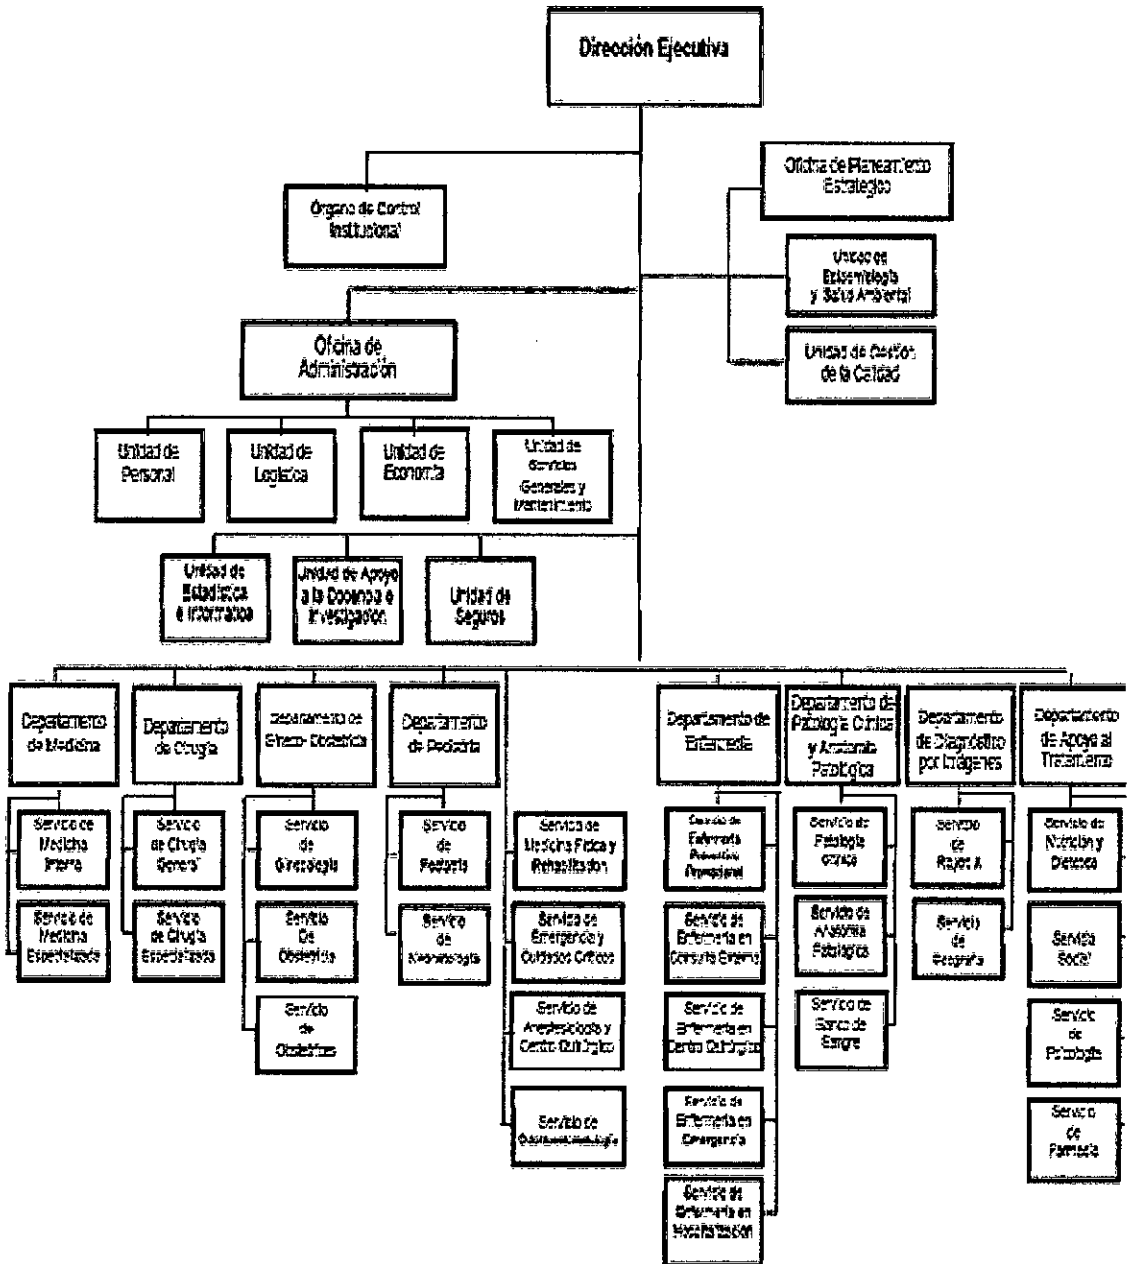 Dirección Ejecutiva
Oficina de Planeamiento
Estrategico
Órgano de Control
Institucional
Unidad de
Epidemiología
y Salud Ambiental
Unidad de Gestión
de la Calidad
Oficina de
Administración
Unidad de
Personal
Unidad de
Logística
Unidad de
Economía
Unidad de
Servicios
Generales y
Mantenimiento
Unidad de
Estadística
e Informática
Unidad de Apoyo
a la Docencia e
Investigación
Unidad de
Seguros
Departamento
de Medicina
Departamento
de Cirugía
Departamento de
Gineco-Obstetricia
Departamento
de Pediatría
Departamento de
Enfermería
Departamento de
Patología Clínica
y Anatomía
Patológica
Departamento
de Diagnóstico
por Imágenes
Departamento
de Apoyo al
Tratamiento
Servicio de
Medicina
Interna
Servicio de
Medicina
Especializada
Servicio
de Cirugía
General
Servicio
de Cirugía
Especializada
Servicio
de
Ginecología
Servicio
De
Obstetricia
Servicio
de
Obstetrices
Servicio
de
Pediatría
Servicio
de
Neonatología
Servicio de
Medicina Física y
Rehabilitación
Servicio de
Emergencia y
Cuidados Críticos
Servicio de
Anestesiología y
Centro Quirúrgico
Servicio de
Odontoestomatología
Servicio de
Enfermería
Preventivo
Promocional
Servicio de
Enfermería en
Consulta Externa
Servicio de
Enfermería en
Centro Quirúrgico
Servicio de
Enfermería en
Emergencia
Servicio de
Enfermería en
Hospitalización
Servicio de
Patología
Clínica
Servicio de
Anatomía
Patológica
Servicio de
Banco de
Sangre
Servicio
de
Rayos X
Servicio
de
Ecografía
Servicio de
Nutrición y
Dietética
Servicio
Social
Servicio
de
Psicología
Servicio
de
Farmacia